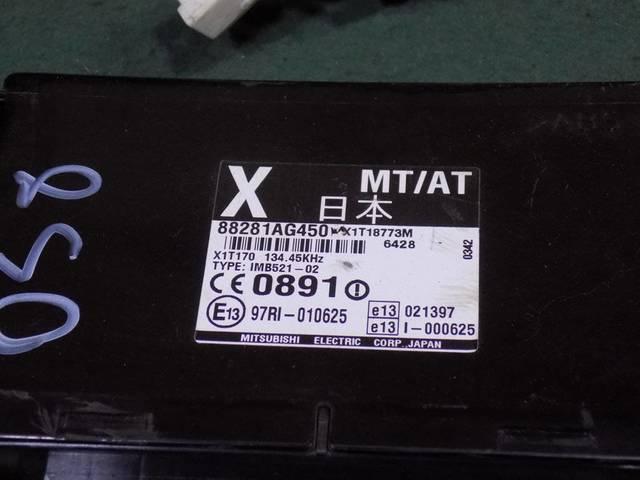 X MT/AT
日本
88281AG450 X1T18773M
6428
0342
X1T170 134.45KHz
TYPE: IMB521-02
CE 0891
E13 97RI-010625
e13 021397
e13 I-000625
MITSUBISHI ELECTRIC CORP.,JAPAN
058